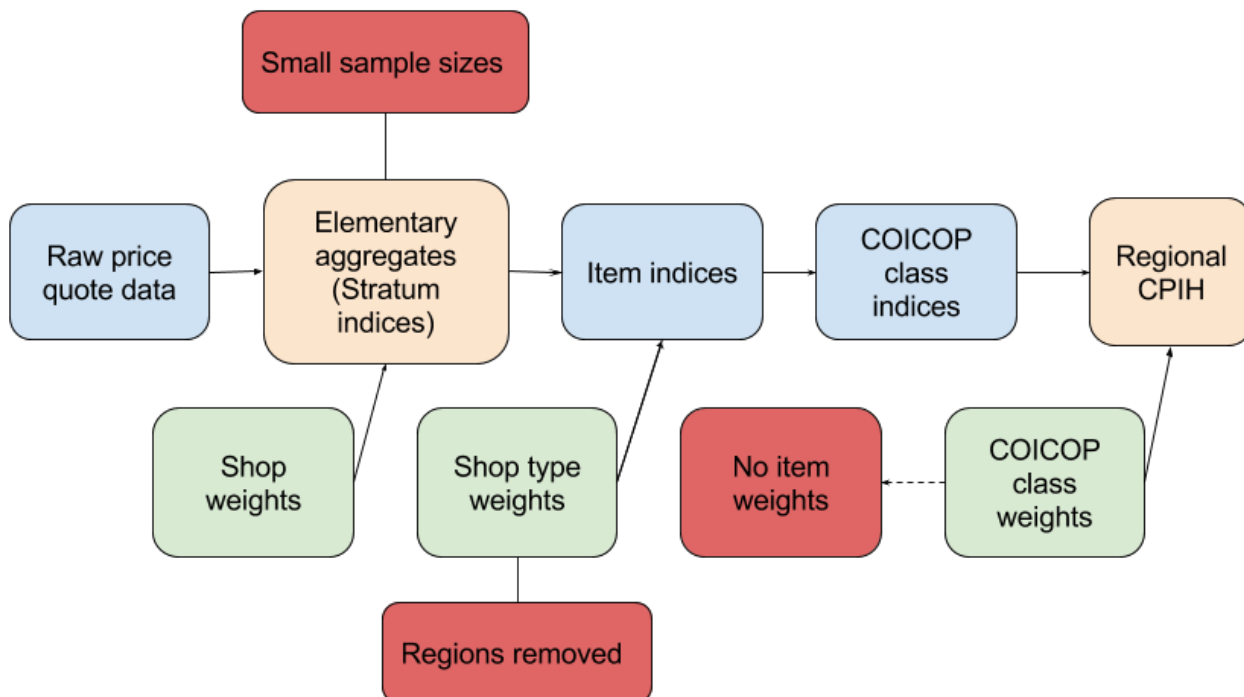 Small sample sizes
Raw price
quote data
Elementary
aggregates
(Stratum
indices)
Item indices
COICOP
class
indices
Regional
CPIH
Shop
weights
Shop type
weights
No item
weights
COICOP
class
weights
Regions removed